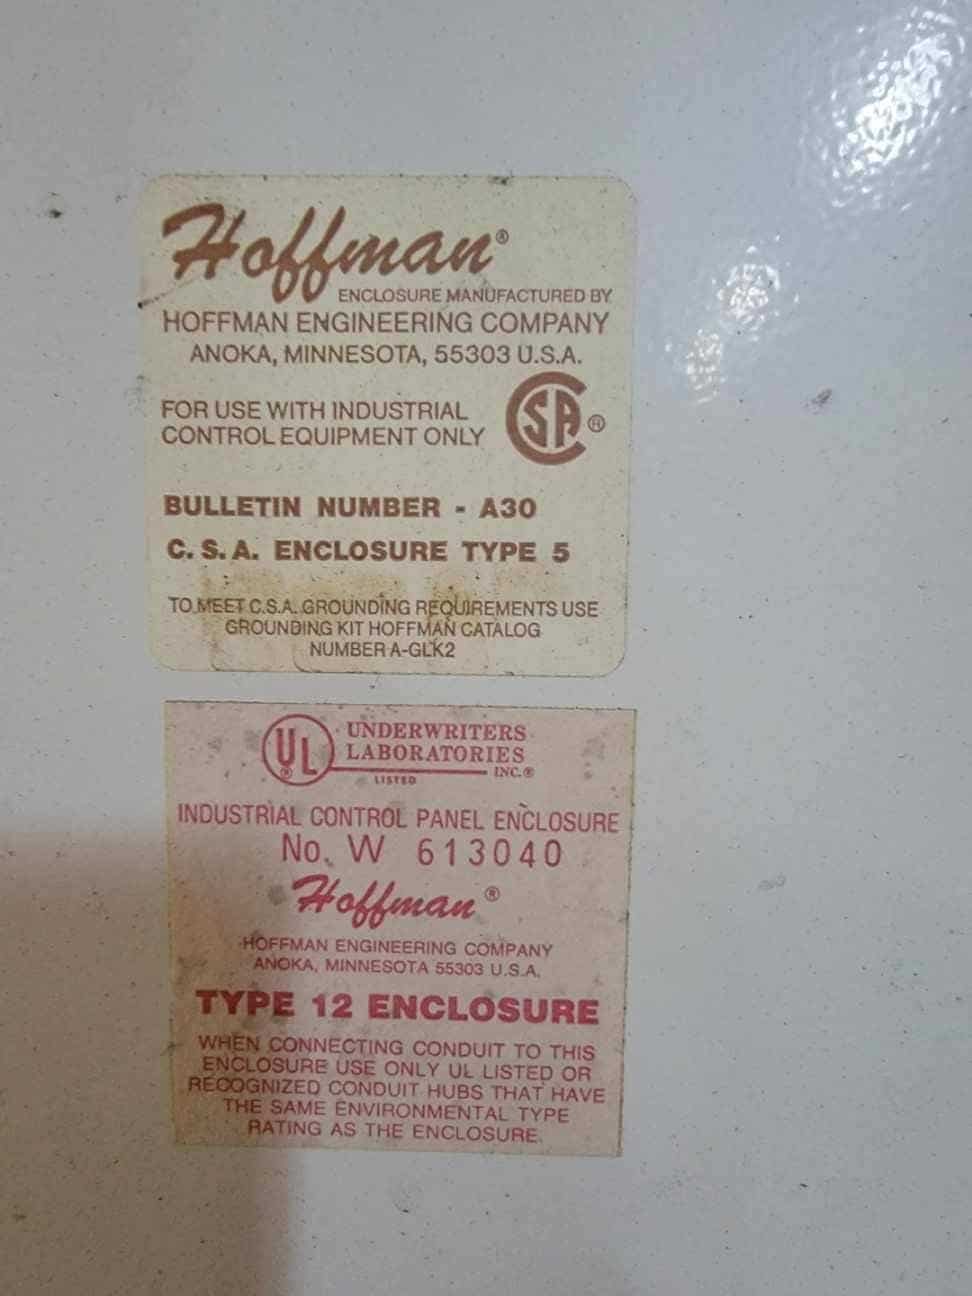 Hoffman®
ENCLOSURE MANUFACTURED BY
HOFFMAN ENGINEERING COMPANY
ANOKA, MINNESOTA, 55303 U.S.A.
FOR USE WITH INDUSTRIAL
CONTROL EQUIPMENT ONLY
CSA®
BULLETIN NUMBER - A30
C.S.A. ENCLOSURE TYPE 5
TO MEET C.S.A. GROUNDING REQUIREMENTS USE
GROUNDING KIT HOFFMAN CATALOG
NUMBER A-GLK2
UL®
UNDERWRITERS
LABORATORIES
INC.®
LISTED
INDUSTRIAL CONTROL PANEL ENCLOSURE
No. W 613040
Hoffman®
HOFFMAN ENGINEERING COMPANY
ANOKA, MINNESOTA 55303 U.S.A.
TYPE 12 ENCLOSURE
WHEN CONNECTING CONDUIT TO THIS
ENCLOSURE USE ONLY UL LISTED OR
RECOGNIZED CONDUIT HUBS THAT HAVE
THE SAME ENVIRONMENTAL TYPE
RATING AS THE ENCLOSURE.